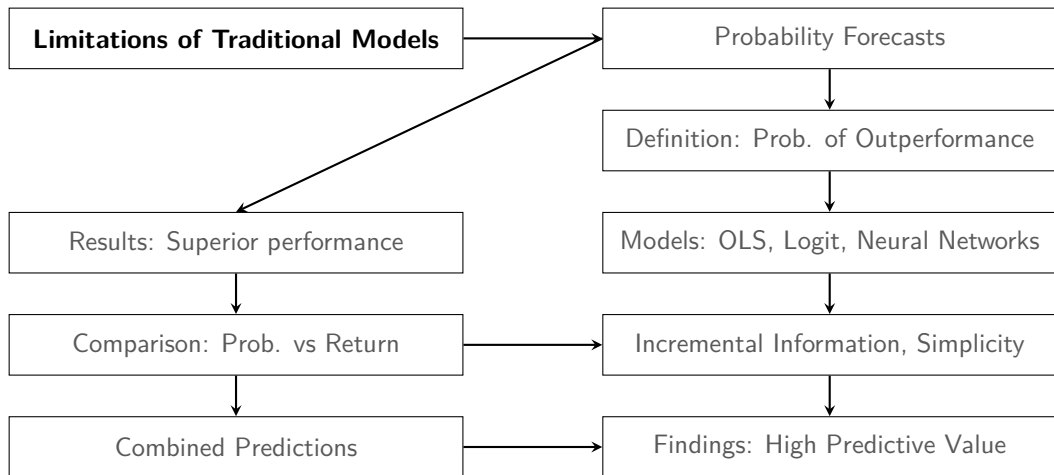 Limitations of Traditional Models
Probability Forecasts
Definition: Prob. of Outperformance
Results: Superior performance
Models: OLS, Logit, Neural Networks
Comparison: Prob. vs Return
Incremental Information, Simplicity
Combined Predictions
Findings: High Predictive Value